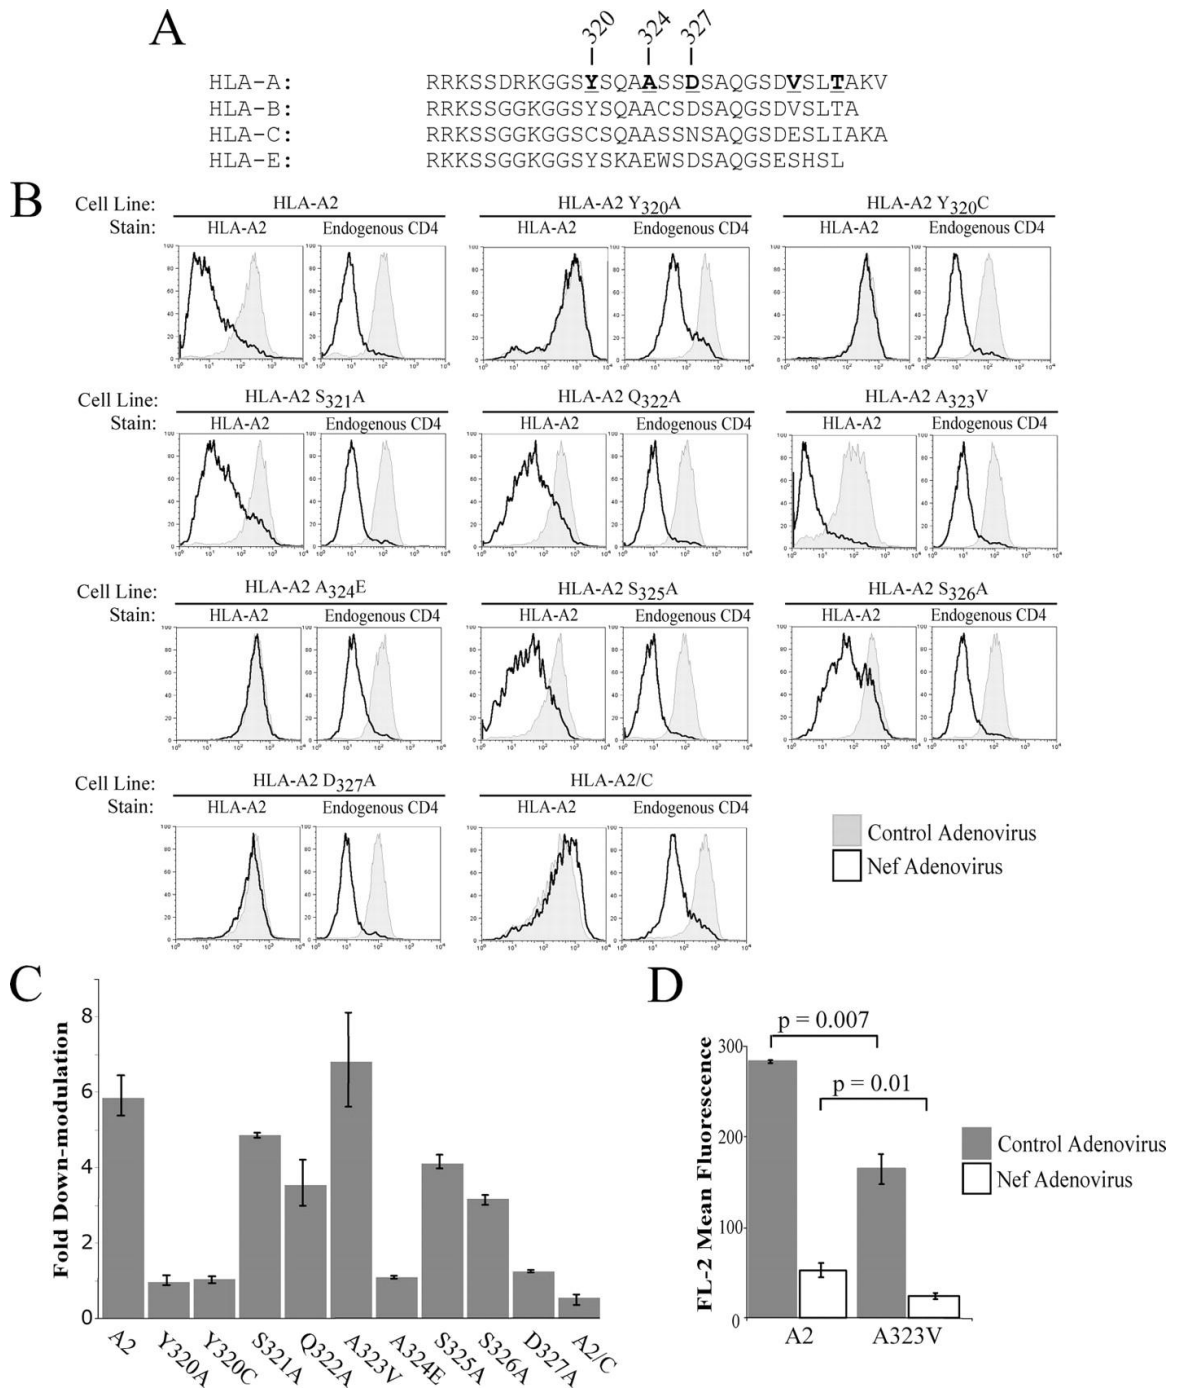 A
320 324 327
HLA-A: RRKSSDRKGGSYSQAASSDSAQGSDVSLTAKV
HLA-B: RRKSSGGKGGSYSQAACSDSAQGSDVSLTA
HLA-C: RRKSSGGKGGSCSQAASSNSAQGSDESLIAKA
HLA-E: RKKSSGGKGGSYSKAEWSDSAQGSESHSL
B
Cell Line: HLA-A2 HLA-A2 Y320A HLA-A2 Y320C
Stain: HLA-A2 Endogenous CD4 HLA-A2 Endogenous CD4 HLA-A2 Endogenous CD4
Cell Line: HLA-A2 S321A HLA-A2 Q322A HLA-A2 A323V
Stain: HLA-A2 Endogenous CD4 HLA-A2 Endogenous CD4 HLA-A2 Endogenous CD4
Cell Line: HLA-A2 A324E HLA-A2 S325A HLA-A2 S326A
Stain: HLA-A2 Endogenous CD4 HLA-A2 Endogenous CD4 HLA-A2 Endogenous CD4
Cell Line: HLA-A2 D327A HLA-A2/C
Stain: HLA-A2 Endogenous CD4 HLA-A2 Endogenous CD4
Control Adenovirus
Nef Adenovirus
C
Fold Down-modulation
8
6
4
2
0
A2 Y320A Y320C S321A Q322A A323V A324E S325A S326A D327A A2/C
D
FL-2 Mean Fluorescence
p = 0.007
p = 0.01
300
200
100
0
A2 A323V
Control Adenovirus
Nef Adenovirus